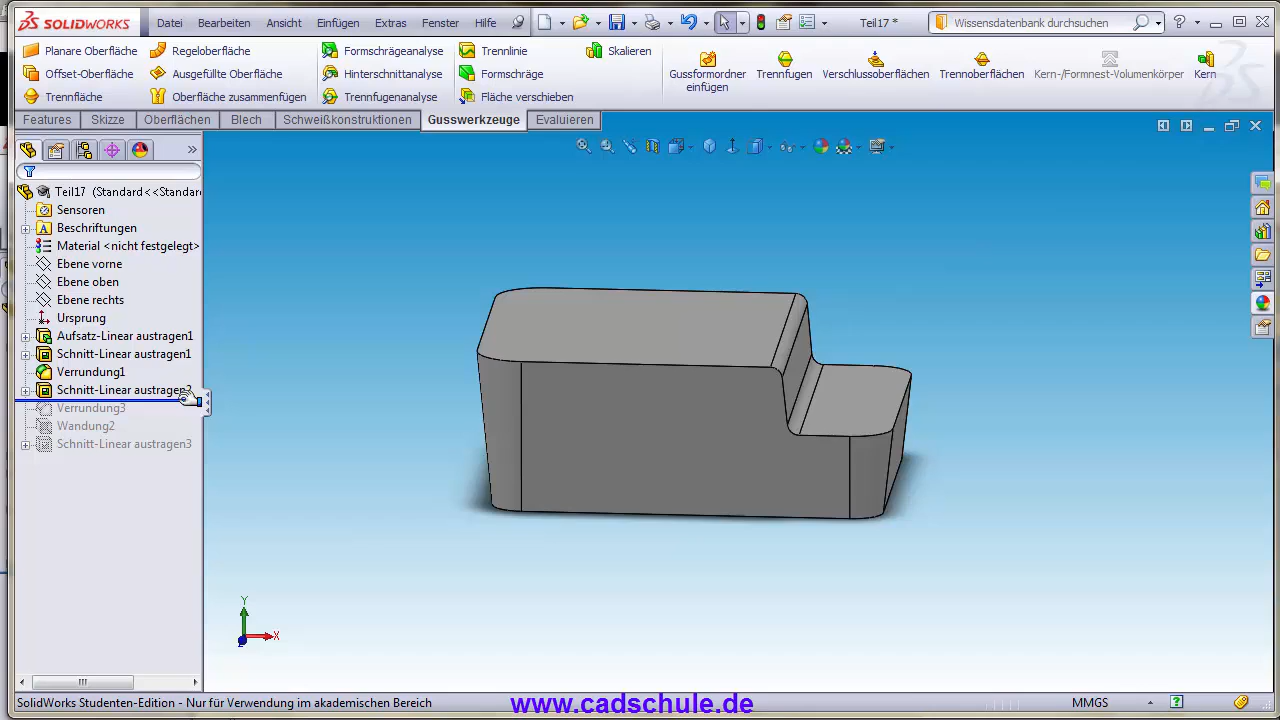 SOLIDWORKS Datei Bearbeiten Ansicht Einfügen Extras Fenster Hilfe Teil17 * Wissensdatenbank durchsuchen ?
Planare Oberfläche Regeloberfläche Formschrägeanalyse Trennlinie Skalieren
Offset-Oberfläche Ausgefüllte Oberfläche Hinterschnittanalyse Formschräge
Trennfläche Oberfläche zusammenfügen Trennfugenanalyse Fläche verschieben
Gussformordner einfügen Trennfugen Verschlussoberflächen Trennoberflächen Kern-/Formnest-Volumenkörper Kern
Features Skizze Oberflächen Blech Schweißkonstruktionen Gusswerkzeuge Evaluieren
Teil17 (Standard<<Standard
Sensoren
Beschriftungen
Material <nicht festgelegt>
Ebene vorne
Ebene oben
Ebene rechts
Ursprung
Aufsatz-Linear austragen1
Schnitt-Linear austragen1
Verrundung1
Schnitt-Linear austragen2
Verrundung3
Wandung2
Schnitt-Linear austragen3
Y
X
Z
SolidWorks Studenten-Edition - Nur für Verwendung im akademischen Bereich
www.cadschule.de
MMGS